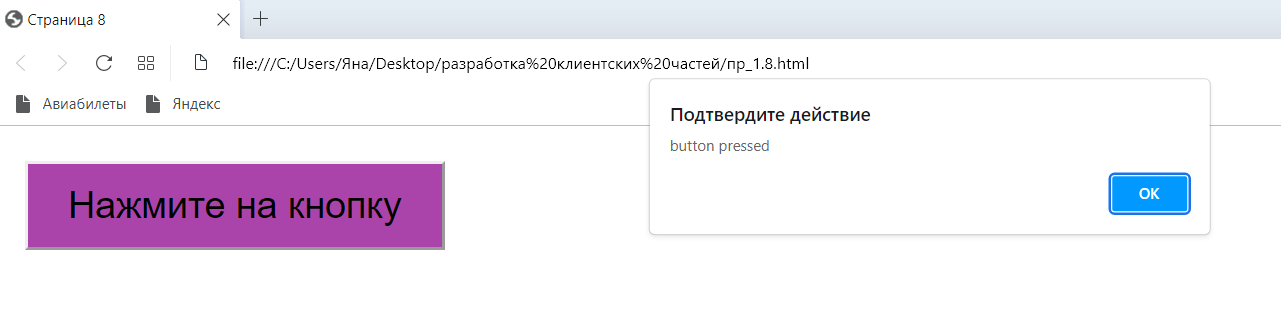 Страница 8
file:///C:/Users/Яна/Desktop/разработка%20клиентских%20частей/пр_1.8.html
Авиабилеты Яндекс
Подтвердите действие
button pressed
ОК
Нажмите на кнопку